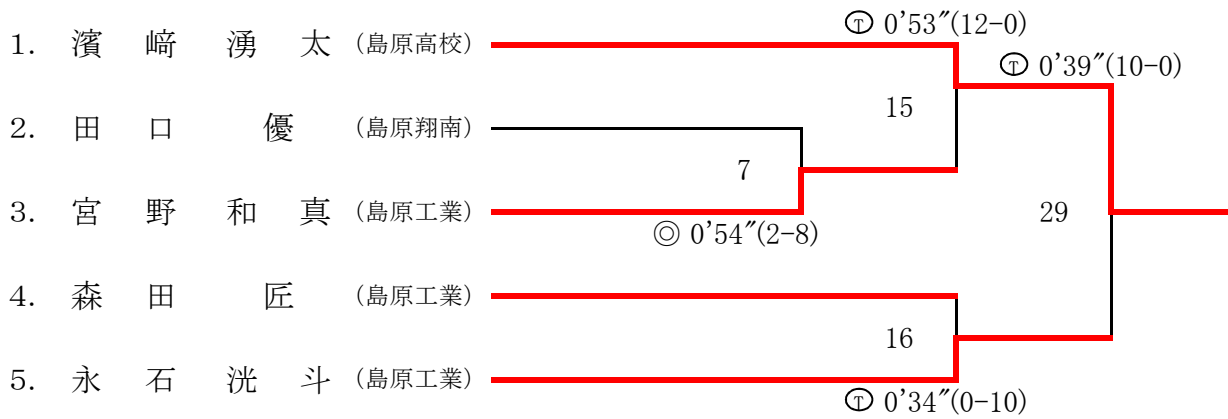 Ⓣ 0'53″(12−0)
1. 濱 﨑 湧 太 (島原高校)
Ⓣ 0'39″(10−0)
15
2. 田 口 優 (島原翔南)
7
3. 宮 野 和 真 (島原工業)
29
◎ 0'54″(2−8)
4. 森 田 匠 (島原工業)
16
5. 永 石 洸 斗 (島原工業)
Ⓣ 0'34″(0−10)